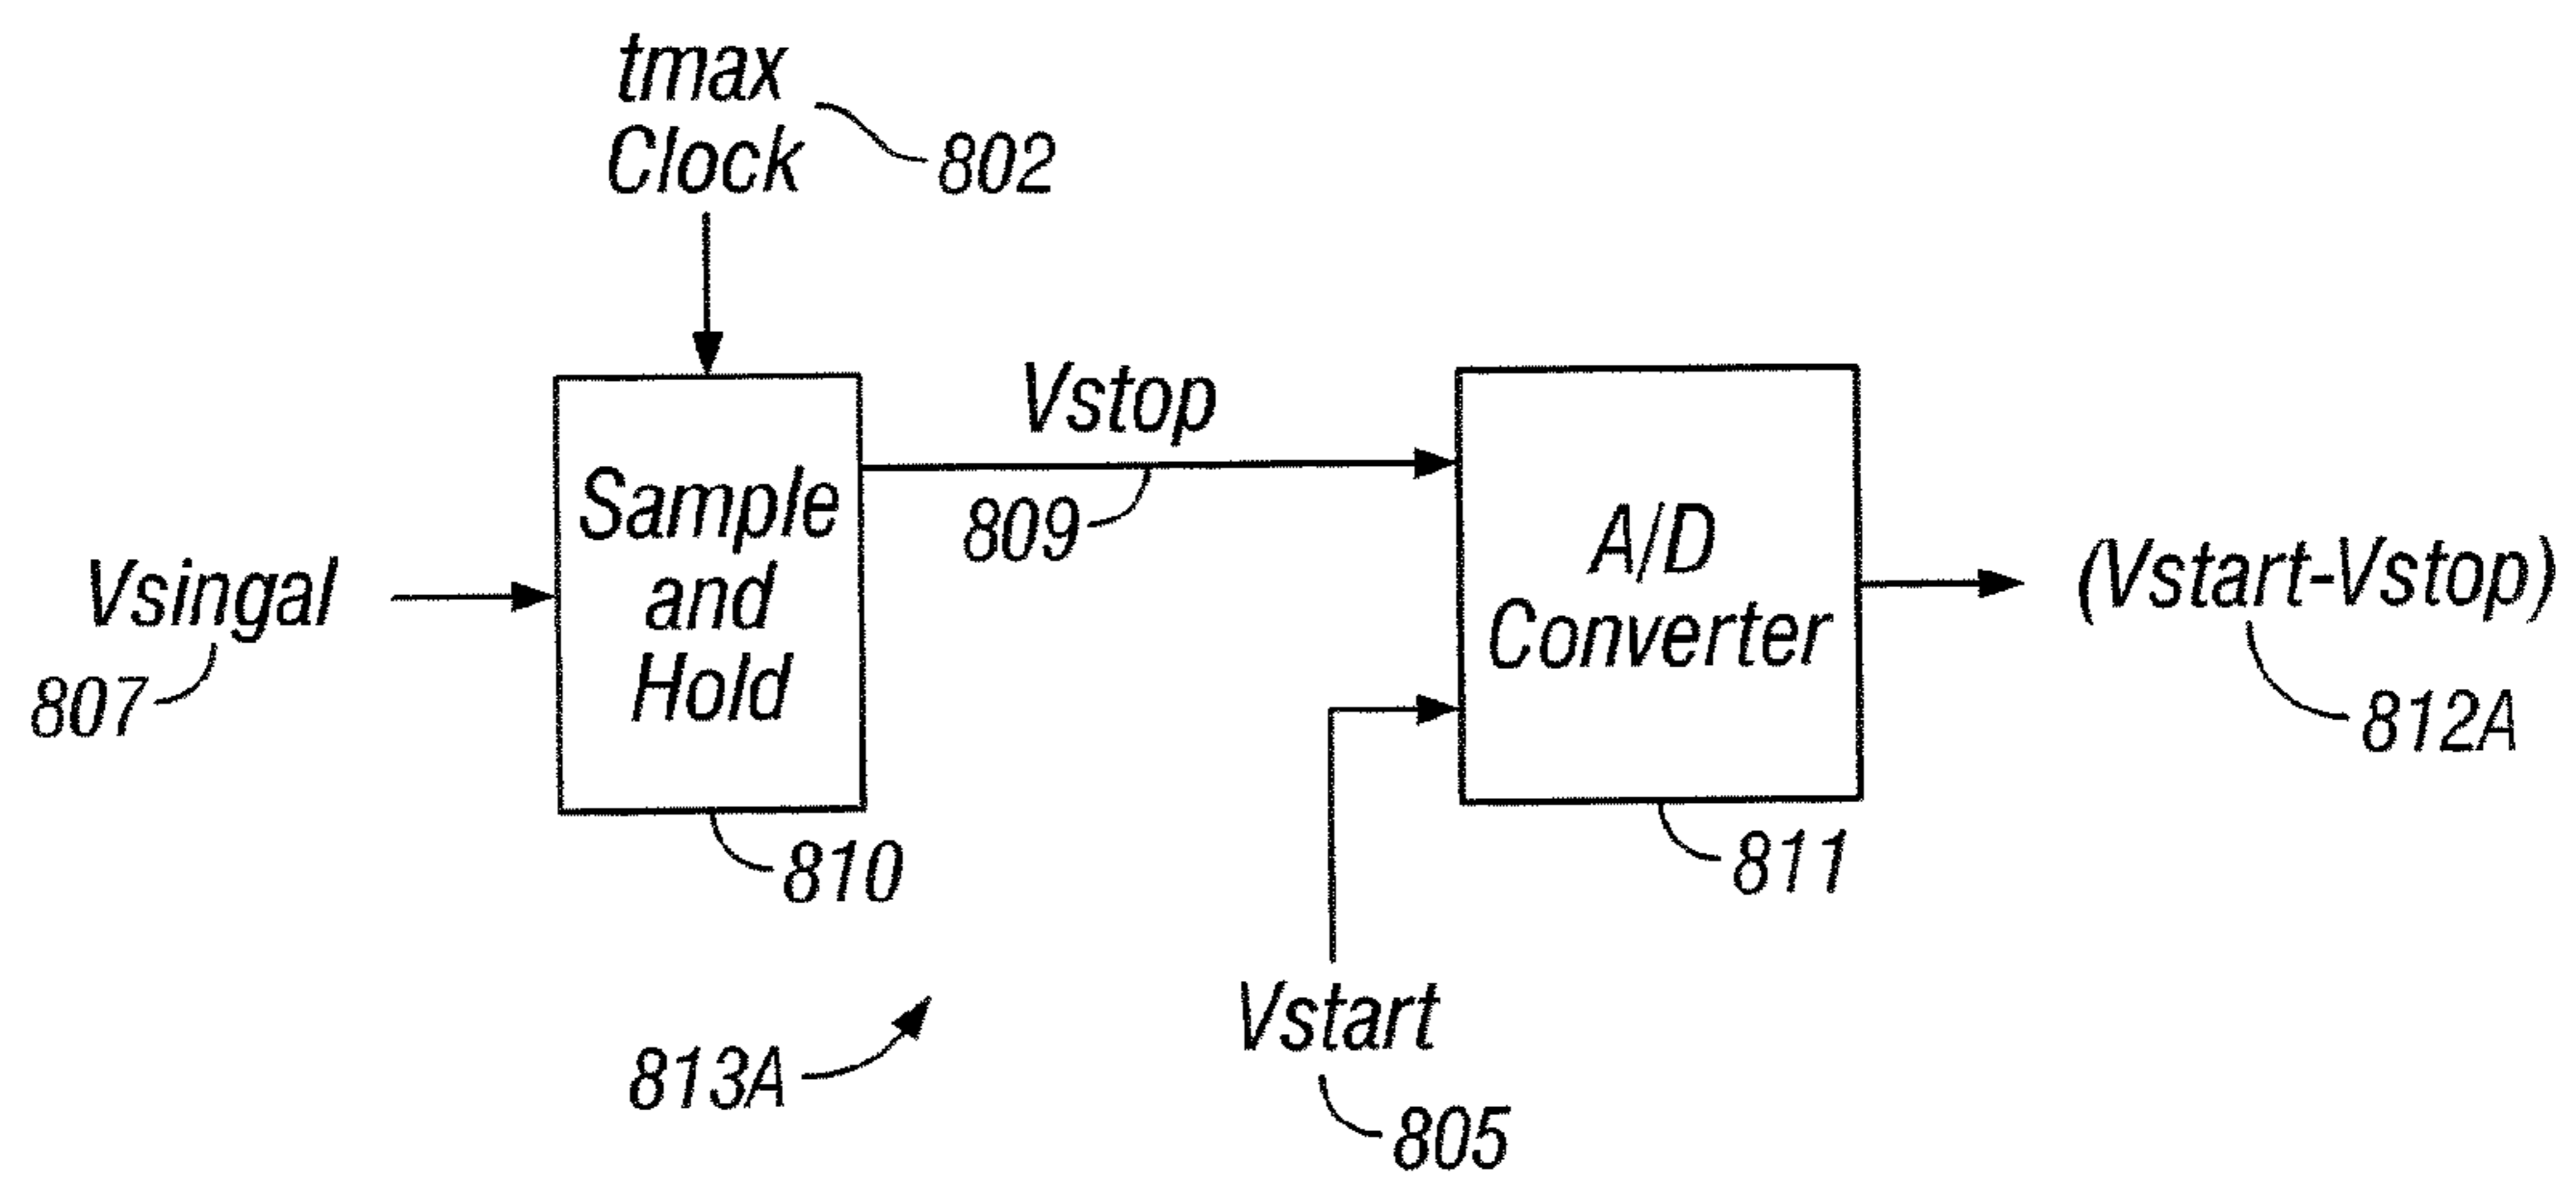 tmax
Clock
802
Vstop
809
Sample
and
Hold
A/D
Converter
Vsingal
807
(Vstart-Vstop)
812A
810
811
813A
Vstart
805